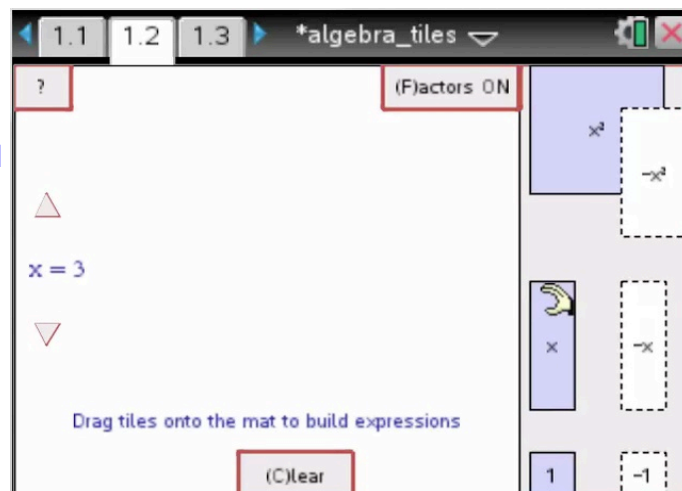 1.1 1.2 1.3 *algebra_tiles
? (F)actors ON
x²
-x²
x = 3
x -x
Drag tiles onto the mat to build expressions
(C)lear
1 -1